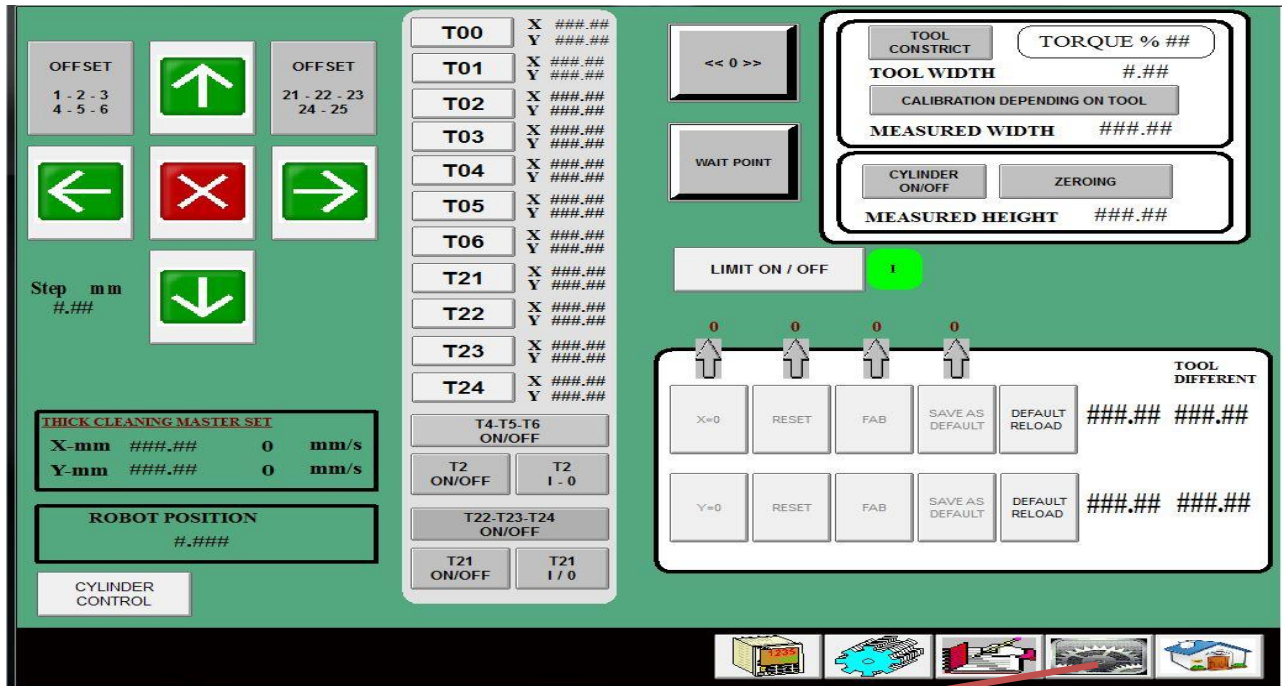 OFFSET
1 - 2 - 3
4 - 5 - 6
OFFSET
21 - 22 - 23
24 - 25
Step mm
#.##
THICK CLEANING MASTER SET
X-mm ###.## 0 mm/s
Y-mm ###.## 0 mm/s
ROBOT POSITION
#.###
CYLINDER
CONTROL
T00 X ###.##
Y ###.##
T01 X ###.##
Y ###.##
T02 X ###.##
Y ###.##
T03 X ###.##
Y ###.##
T04 X ###.##
Y ###.##
T05 X ###.##
Y ###.##
T06 X ###.##
Y ###.##
T21 X ###.##
Y ###.##
T22 X ###.##
Y ###.##
T23 X ###.##
Y ###.##
T24 X ###.##
Y ###.##
T4-T5-T6
ON/OFF
T2
ON/OFF
T2
I - 0
T22-T23-T24
ON/OFF
T21
ON/OFF
T21
I / 0
<< 0 >>
WAIT POINT
TOOL
CONSTRICT
TORQUE % ##
TOOL WIDTH #.##
CALIBRATION DEPENDING ON TOOL
MEASURED WIDTH ###.##
CYLINDER
ON/OFF
ZEROING
MEASURED HEIGHT ###.##
LIMIT ON / OFF
I
0 0 0 0
TOOL
DIFFERENT
X=0
RESET
FAB
SAVE AS
DEFAULT
DEFAULT
RELOAD
###.## ###.##
Y=0
RESET
FAB
SAVE AS
DEFAULT
DEFAULT
RELOAD
###.## ###.##
1235